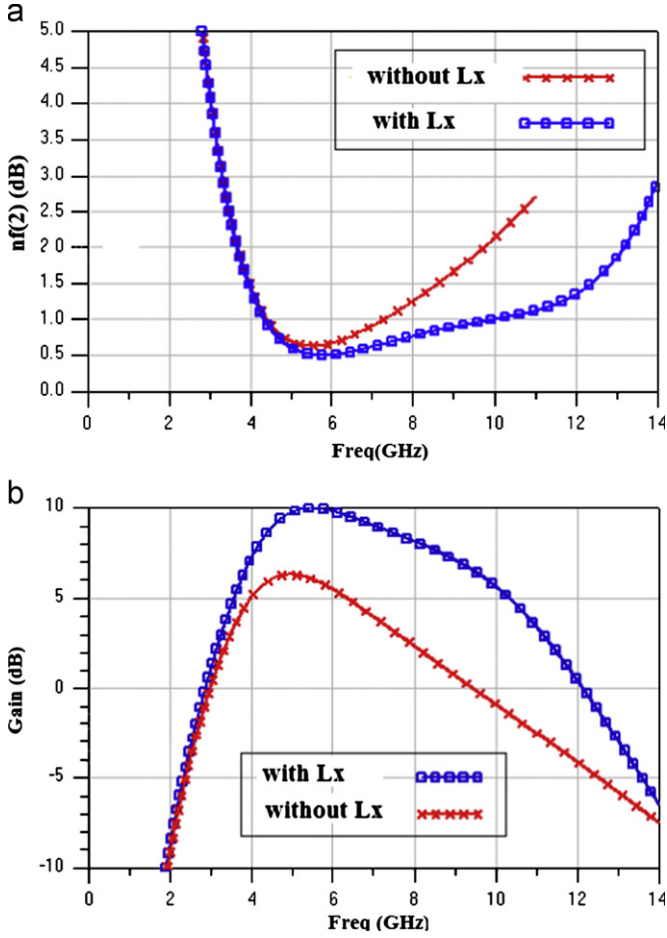 a
5.0
4.5
4.0
3.5
3.0
2.5
2.0
1.5
1.0
0.5
0.0
nf(2) (dB)
without Lx
with Lx
0 2 4 6 8 10 12 14
Freq(GHz)
b
10
5
0
-5
-10
Gain (dB)
with Lx
without Lx
0 2 4 6 8 10 12 14
Freq (GHz)